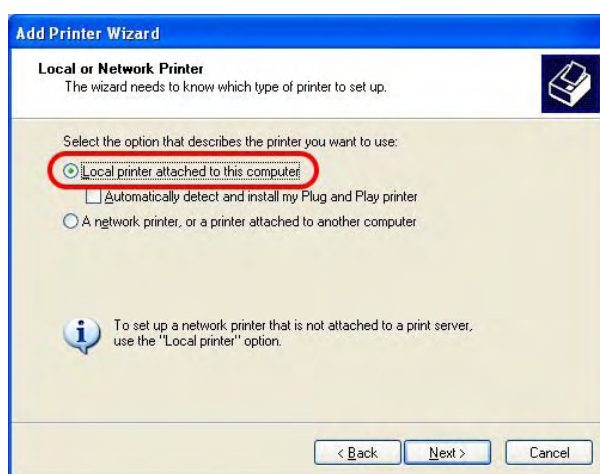 Add Printer Wizard
Local or Network Printer
The wizard needs to know which type of printer to set up.
Select the option that describes the printer you want to use:
Local printer attached to this computer
Automatically detect and install my Plug and Play printer
A network printer, or a printer attached to another computer
To set up a network printer that is not attached to a print server,
use the "Local printer" option.
< Back Next > Cancel